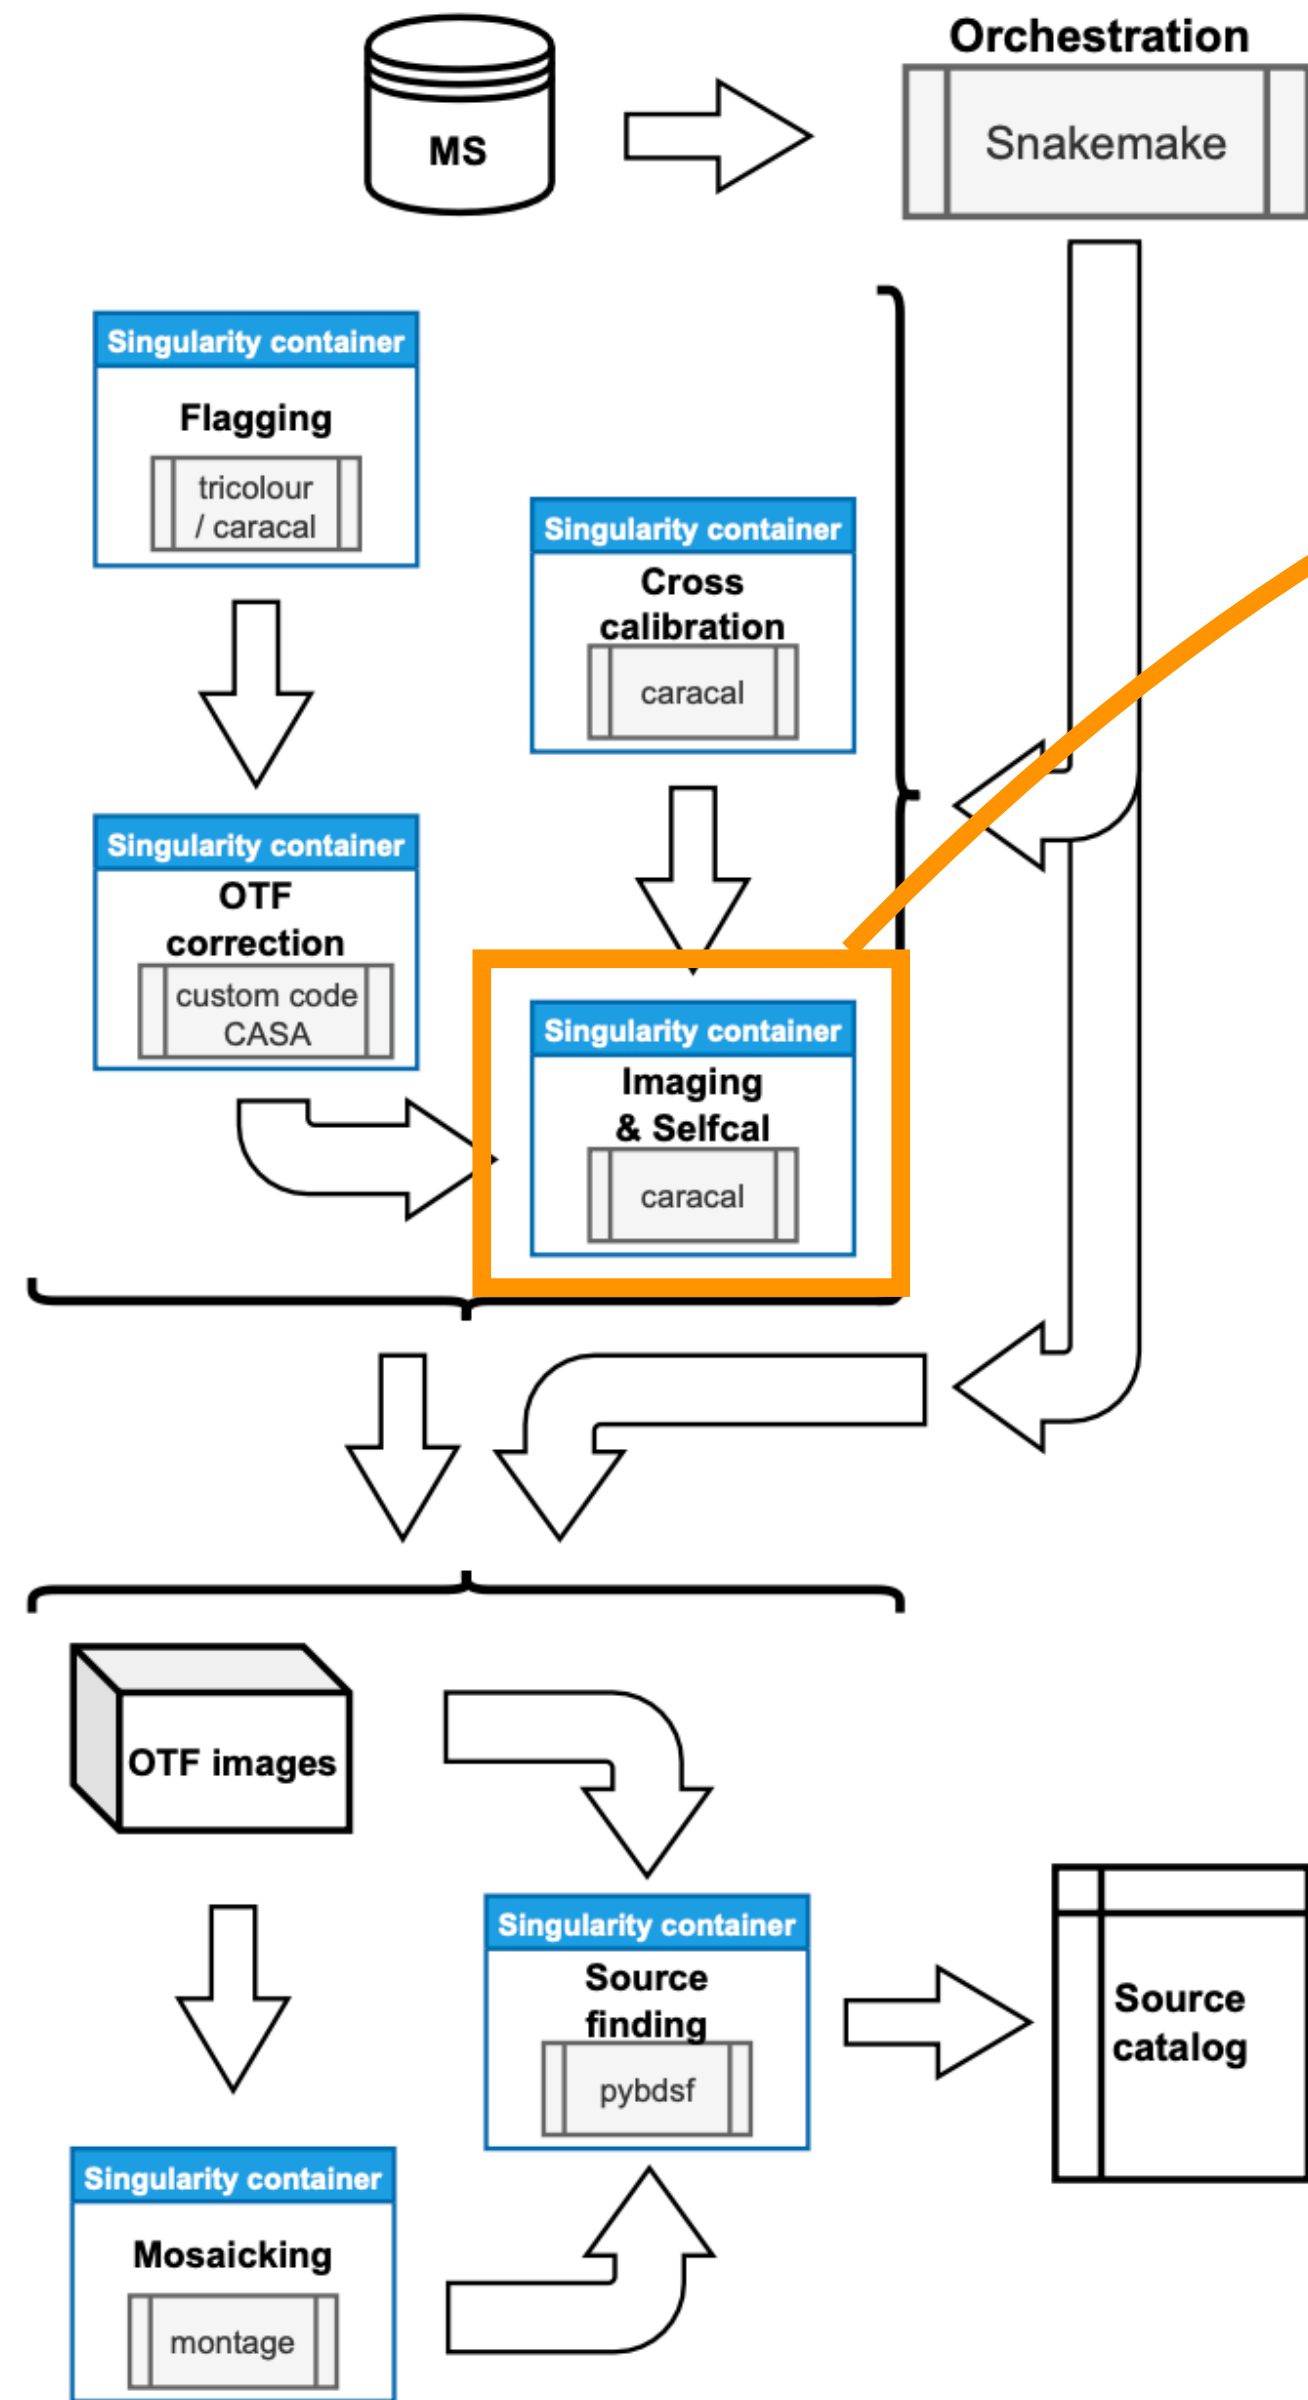 Orchestration
MS
Snakemake
Singularity container
Flagging
tricolour
/ caracal
Singularity container
Cross
calibration
caracal
Singularity container
OTF
correction
custom code
CASA
Singularity container
Imaging
& Selfcal
caracal
OTF images
Singularity container
Source
finding
pybdsf
Source
catalog
Singularity container
Mosaicking
montage